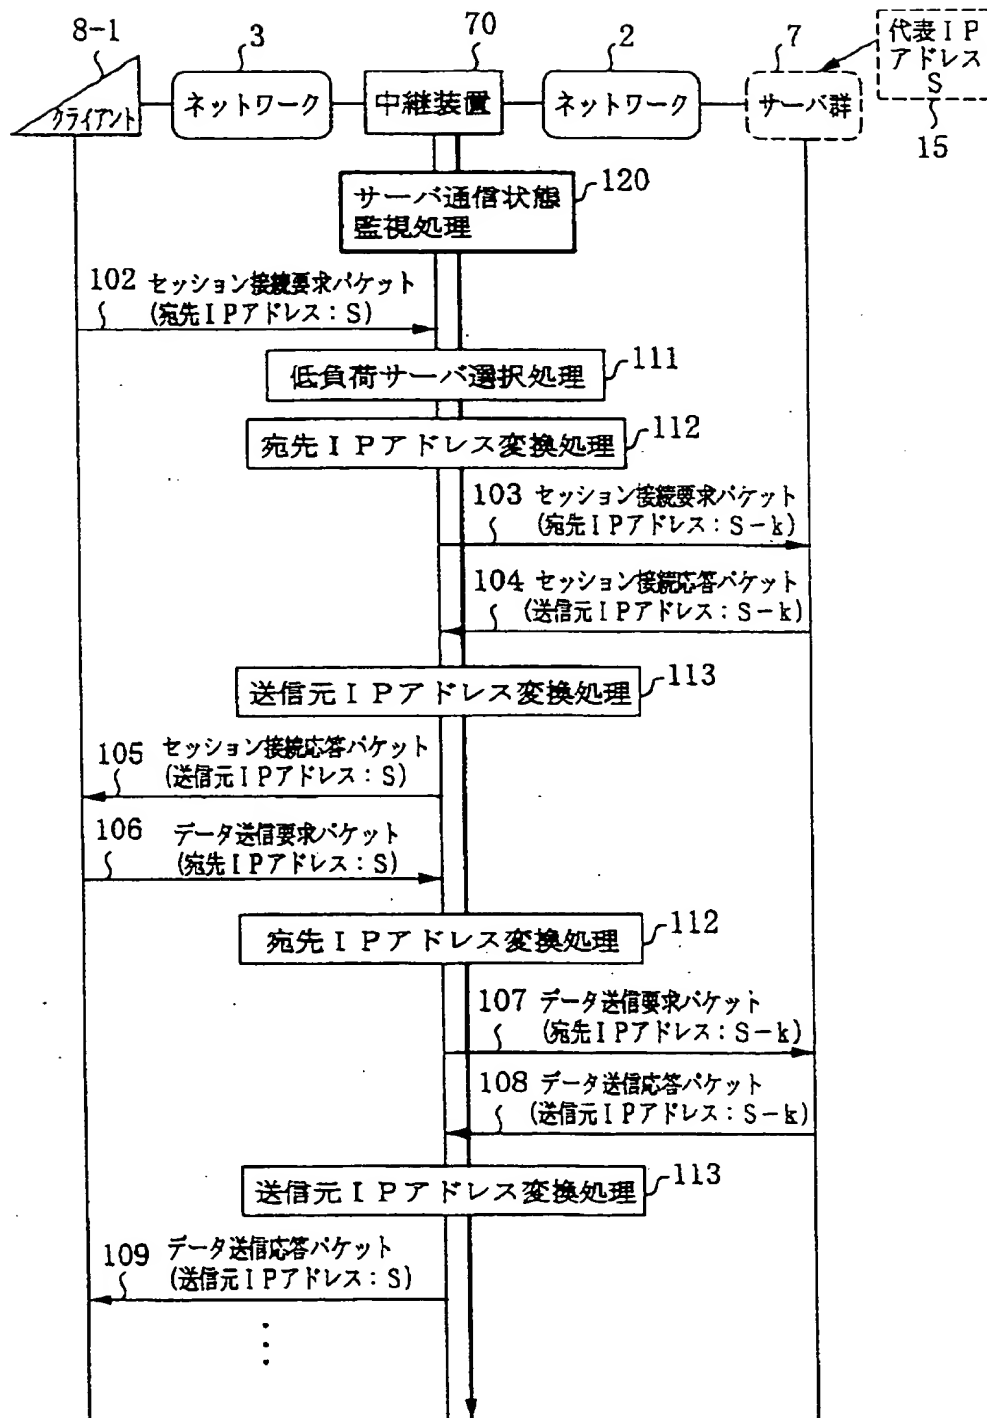 8-1
3
70
2
7
代表ＩＰ
アドレス
Ｓ
15
クライアント
ネットワーク
中継装置
ネットワーク
サーバ群
サーバ通信状態
監視処理
120
102 セッション接続要求パケット
(宛先ＩＰアドレス：Ｓ)
低負荷サーバ選択処理
111
宛先ＩＰアドレス変換処理
112
103 セッション接続要求パケット
(宛先ＩＰアドレス：Ｓ－k)
104 セッション接続応答パケット
(送信元ＩＰアドレス：Ｓ－k)
送信元ＩＰアドレス変換処理
113
105 セッション接続応答パケット
(送信元ＩＰアドレス：Ｓ)
106 データ送信要求パケット
(宛先ＩＰアドレス：Ｓ)
宛先ＩＰアドレス変換処理
112
107 データ送信要求パケット
(宛先ＩＰアドレス：Ｓ－k)
108 データ送信応答パケット
(送信元ＩＰアドレス：Ｓ－k)
送信元ＩＰアドレス変換処理
113
109 データ送信応答パケット
(送信元ＩＰアドレス：Ｓ)